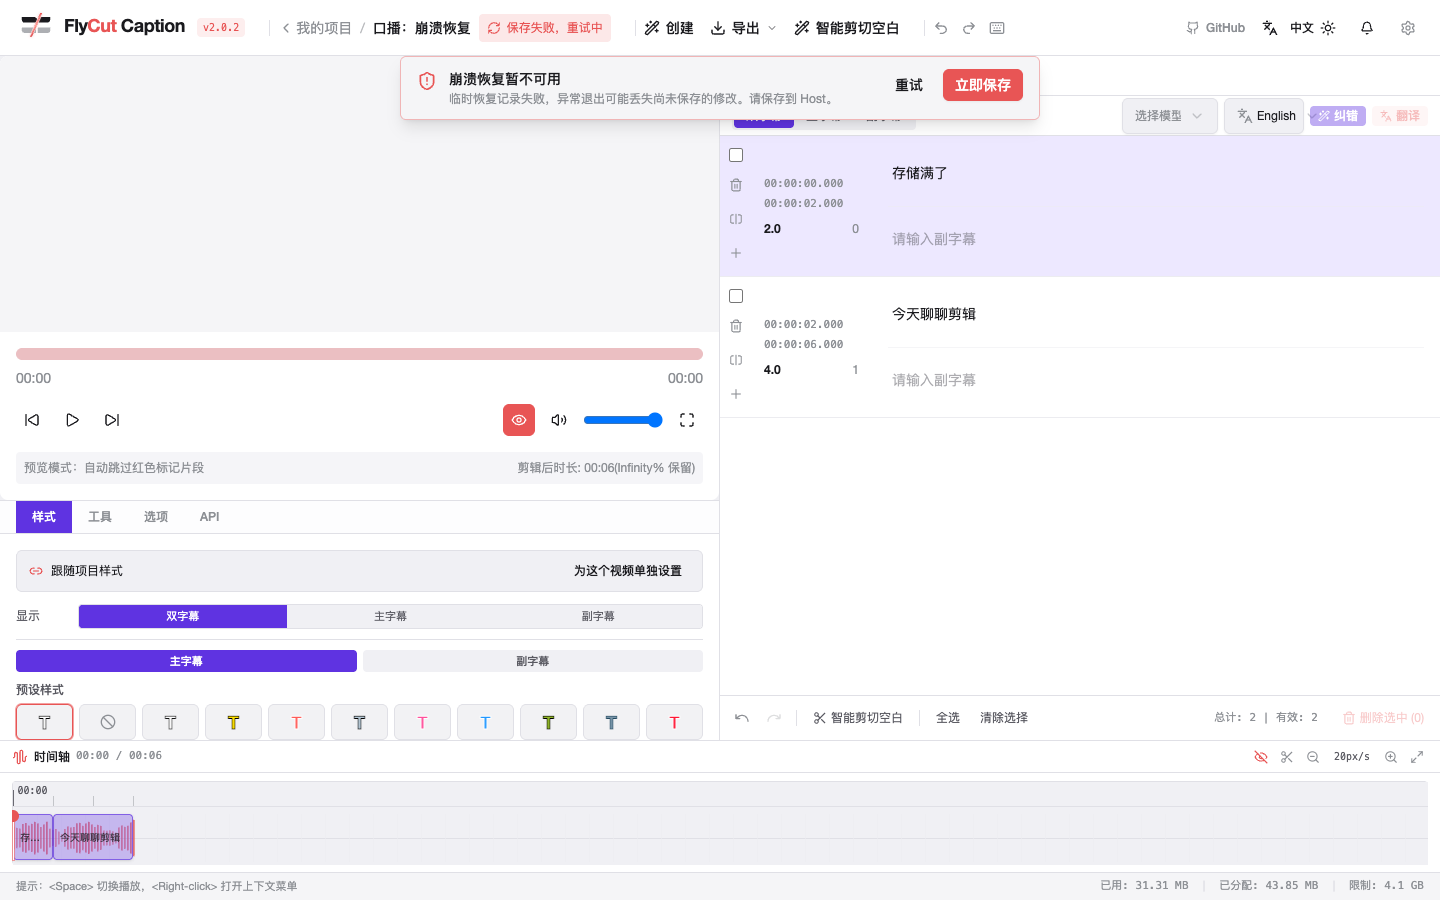 FlyCut Caption
v2.0.2
我的项目 / 口播：崩溃恢复
保存失败，重试中
创建
导出
智能剪切空白
GitHub
中文
崩溃恢复暂不可用
临时恢复记录失败，异常退出可能丢失尚未保存的修改。请保存到 Host。
重试
立即保存
选择模型
English
纠错
翻译
00:00:00.000
00:00:02.000
2.0
0
存储满了
请输入副字幕
00:00:02.000
00:00:06.000
4.0
1
今天聊聊剪辑
请输入副字幕
00:00
00:00
预览模式：自动跳过红色标记片段
剪辑后时长: 00:06(Infinity% 保留)
样式
工具
选项
API
跟随项目样式
为这个视频单独设置
显示
双字幕
主字幕
副字幕
主字幕
副字幕
预设样式
T
T
T
T
T
T
T
T
T
T
智能剪切空白
全选
清除选择
总计: 2 | 有效: 2
删除选中 (0)
时间轴
00:00 / 00:06
20px/s
00:00
存...
今天聊聊剪辑
提示：<Space> 切换播放，<Right-click> 打开上下文菜单
已用: 31.31 MB
已分配: 43.85 MB
限制: 4.1 GB